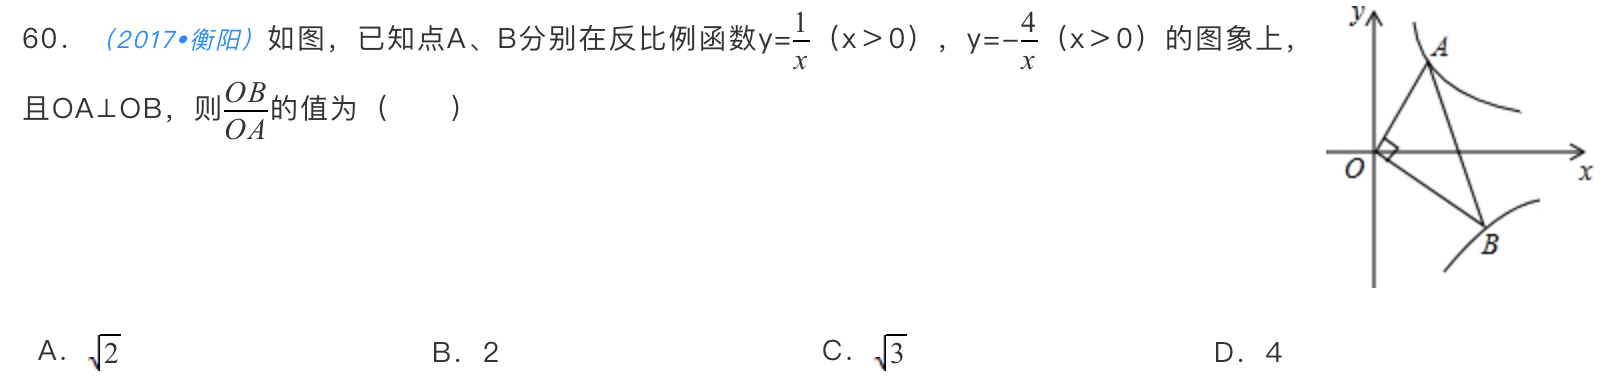 60. （2017•衡阳）如图，已知点A、B分别在反比例函数y=1/x（x＞0），y=-4/x（x＞0）的图象上，
且OA⊥OB，则OB/OA的值为（　　）
A. √2　B. 2　C. √3　D. 4
y
A
O
x
B